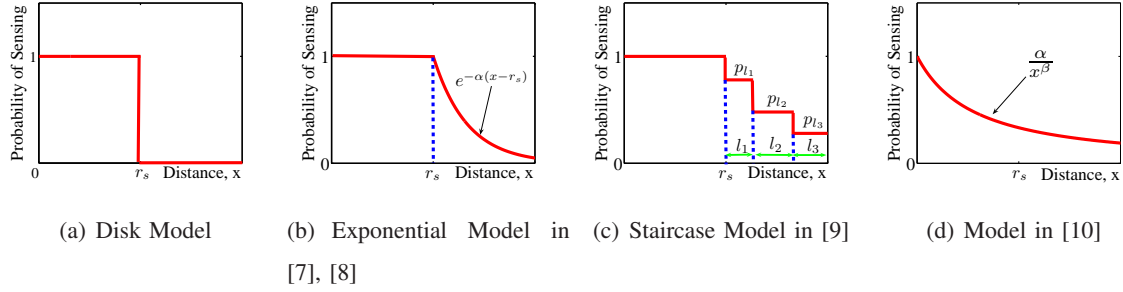 Probability of Sensing
1
0
r_s
Distance, x
(a) Disk Model
Probability of Sensing
1
0
e^{-α(x-r_s)}
r_s
Distance, x
(b) Exponential Model in
[7], [8]
Probability of Sensing
1
0
p_{l_1}
p_{l_2}
p_{l_3}
l_1
l_2
l_3
r_s
Distance, x
(c) Staircase Model in [9]
Probability of Sensing
1
0
α
x^β
r_s
Distance, x
(d) Model in [10]